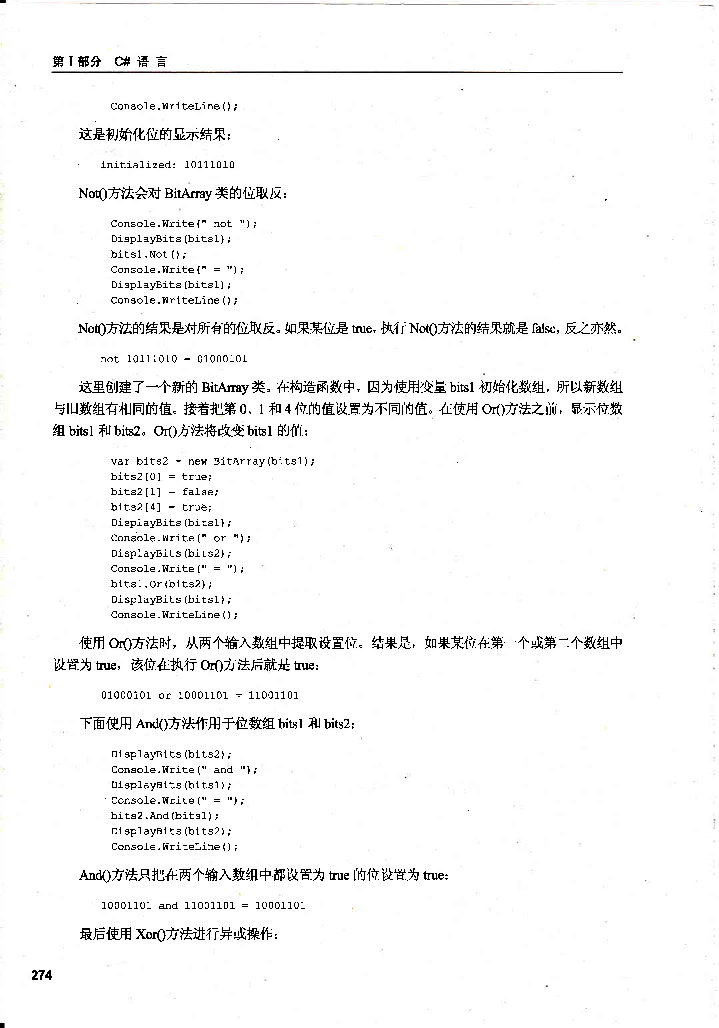 第 I 部分 C# 语 言
Console.WriteLine();
这是初始化位的显示结果：
initialized: 10111010
Not()方法会对 BitArray 类的位取反：
Console.Write(" not ");
DisplayBits(bits1);
bits1.Not();
Console.Write(" = ");
DisplayBits(bits1);
Console.WriteLine();
Not()方法的结果是对所有的位取反。如果某位是 true，执行 Not()方法的结果就是 false，反之亦然。
not 10111010 = 01000101
这里创建了一个新的 BitArray 类。在构造函数中，因为使用变量 bits1 初始化数组，所以新数组
与旧数组有相同的值。接着把第 0、1 和 4 位的值设置为不同的值。在使用 Or()方法之前，显示位数
组 bits1 和 bits2。Or()方法将改变 bits1 的值：
var bits2 = new BitArray(bits1);
bits2[0] = true;
bits2[1] = false;
bits2[4] = true;
DisplayBits(bits1);
Console.Write(" or ");
DisplayBits(bits2);
Console.Write(" = ");
bits1.Or(bits2);
DisplayBits(bits1);
Console.WriteLine();
使用 Or()方法时，从两个输入数组中提取设置位。结果是，如果某位在第一个或第二个数组中
设置为 true，该位在执行 Or()方法后就是 true：
01000101 or 10001101 = 11001101
下面使用 And()方法作用于位数组 bits1 和 bits2：
DisplayBits(bits2);
Console.Write(" and ");
DisplayBits(bits1);
Console.Write(" = ");
bits2.And(bits1);
DisplayBits(bits2);
Console.WriteLine();
And()方法只把在两个输入数组中都设置为 true 的位设置为 true：
10001101 and 11001101 = 10001101
最后使用 Xor()方法进行异或操作：
274